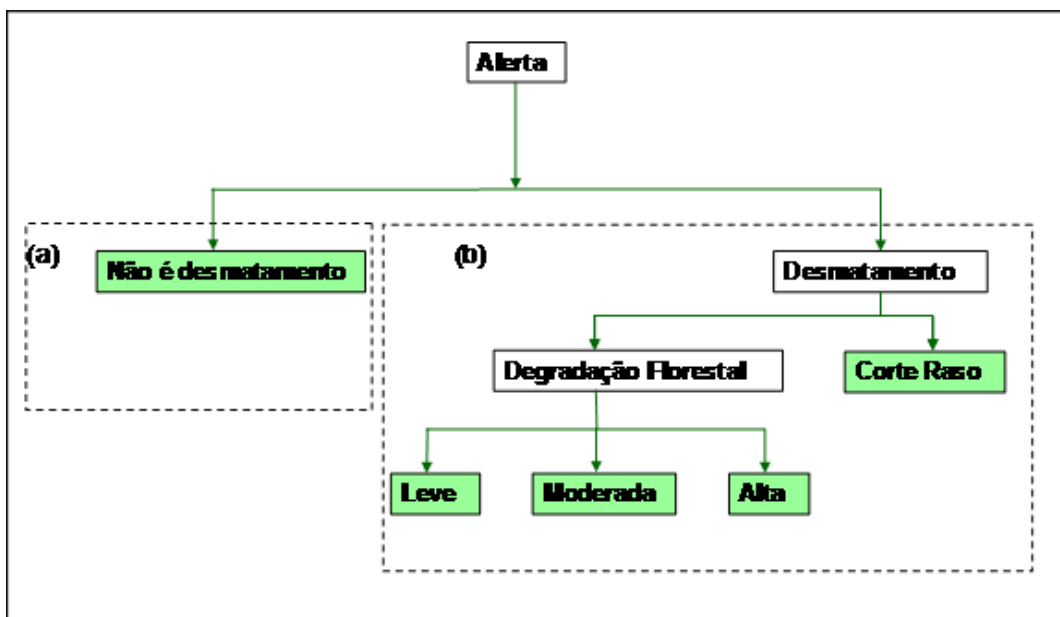 Alerta
(a)
Não é desmatamento
(b)
Desmatamento
Degradação Florestal
Corte Raso
Leve
Moderada
Alta